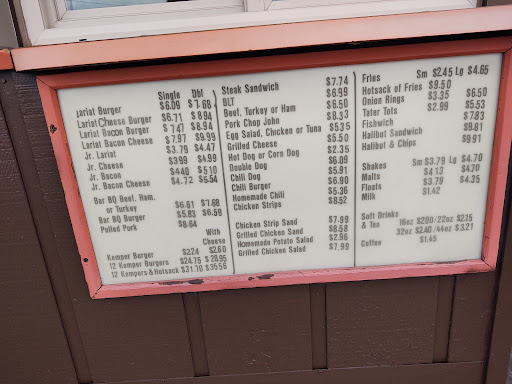 Single Dbl
Lariat Burger $6.09 $7.68
Lariat Cheese Burger $6.71 $8.94
Lariat Bacon Burger $7.47 $8.94
Lariat Bacon Cheese $7.97 $9.99
Jr. Lariat $3.79 $4.47
Jr. Cheese $3.99 $4.99
Jr. Bacon $4.40 $5.10
Jr. Bacon Cheese $4.72 $5.54
Bar BQ Beef, Ham,
or Turkey $6.61 $7.68
Bar BQ Burger $5.83 $6.59
Pulled Pork $8.64
With
Cheese
Kemper Burger $2.24 $2.60
12 Kemper Burgers $24.75 $28.95
12 Kempers & Hotsack $31.70 $35.56
Steak Sandwich $7.74
BLT $6.99
Beef, Turkey or Ham $6.50
Pork Chop John $8.33
Egg Salad, Chicken or Tuna $5.35
Grilled Cheese $5.50
Hot Dog or Corn Dog $2.35
Double Dog $6.09
Chili Dog $5.91
Chili Burger $6.90
Homemade Chili $5.36
Chicken Strips $8.52
Chicken Strip Sand $7.99
Grilled Chicken Sand $8.58
Homemade Potato Salad $2.96
Grilled Chicken Salad $7.99
Fries Sm $2.45 Lg $4.65
Hotsack of Fries $9.50
Onion Rings $3.35 $6.50
Tater Tots $2.99 $5.53
Fishwich $7.83
Halibut Sandwich $9.81
Halibut & Chips $9.91
Shakes Sm $3.79 Lg $4.70
Malts $4.13 $4.70
Floats $3.79 $4.35
Milk $1.42
Soft Drinks 16oz $2.00/22oz $2.15
& Tea 32oz $2.40/44oz $3.21
Coffee $1.45